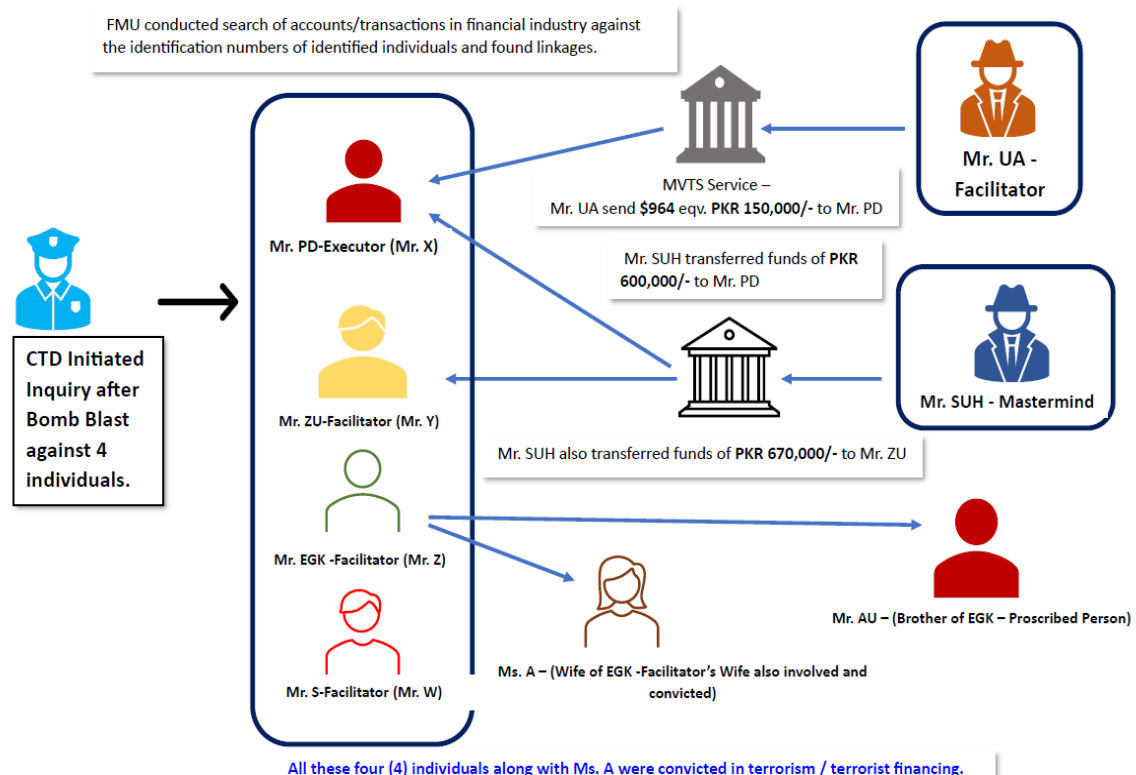 FMU conducted search of accounts/transactions in financial industry against
the identification numbers of identified individuals and found linkages.
Mr. UA -
Facilitator
MVTS Service –
Mr. UA send $964 eqv. PKR 150,000/- to Mr. PD
Mr. PD-Executor (Mr. X)
Mr. SUH transferred funds of PKR
600,000/- to Mr. PD
CTD Initiated
Inquiry after
Bomb Blast
against 4
individuals.
Mr. ZU-Facilitator (Mr. Y)
Mr. SUH - Mastermind
Mr. SUH also transferred funds of PKR 670,000/- to Mr. ZU
Mr. EGK -Facilitator (Mr. Z)
Mr. AU – (Brother of EGK – Proscribed Person)
Ms. A – (Wife of EGK -Facilitator's Wife also involved and
convicted)
Mr. S-Facilitator (Mr. W)
All these four (4) individuals along with Ms. A were convicted in terrorism / terrorist financing.